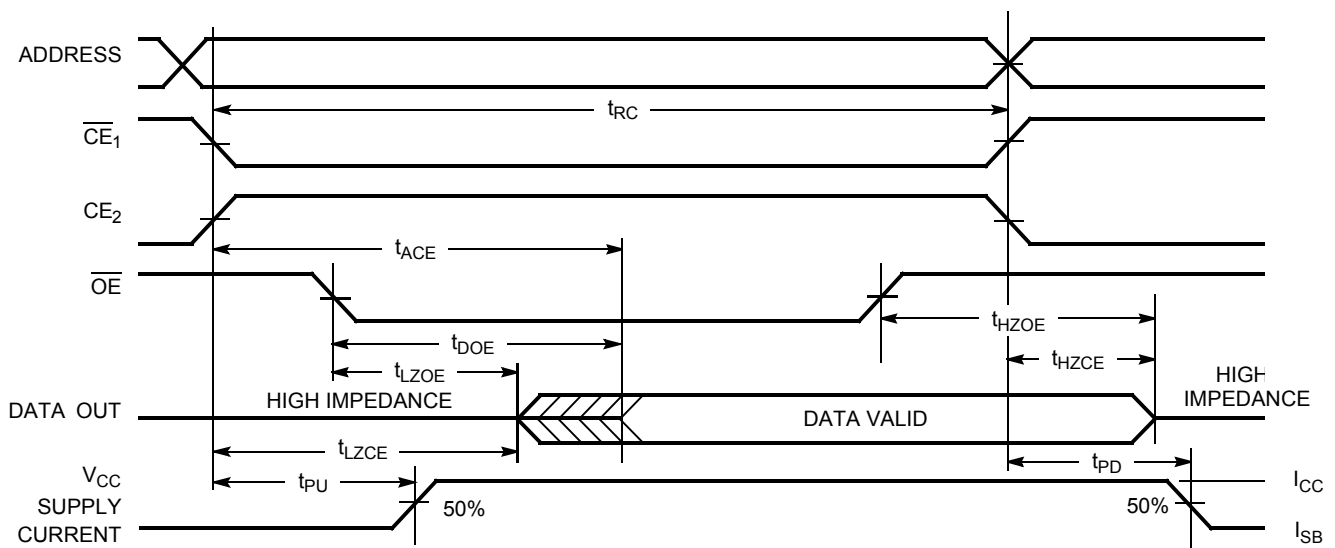 ADDRESS
tRC
CE1
CE2
tACE
OE
tHZOE
tDOE
tHZCE
tLZOE
HIGH
IMPEDANCE
HIGH IMPEDANCE
DATA OUT
DATA VALID
tLZCE
tPD
VCC
SUPPLY
CURRENT
tPU
50%
50%
ICC
ISB